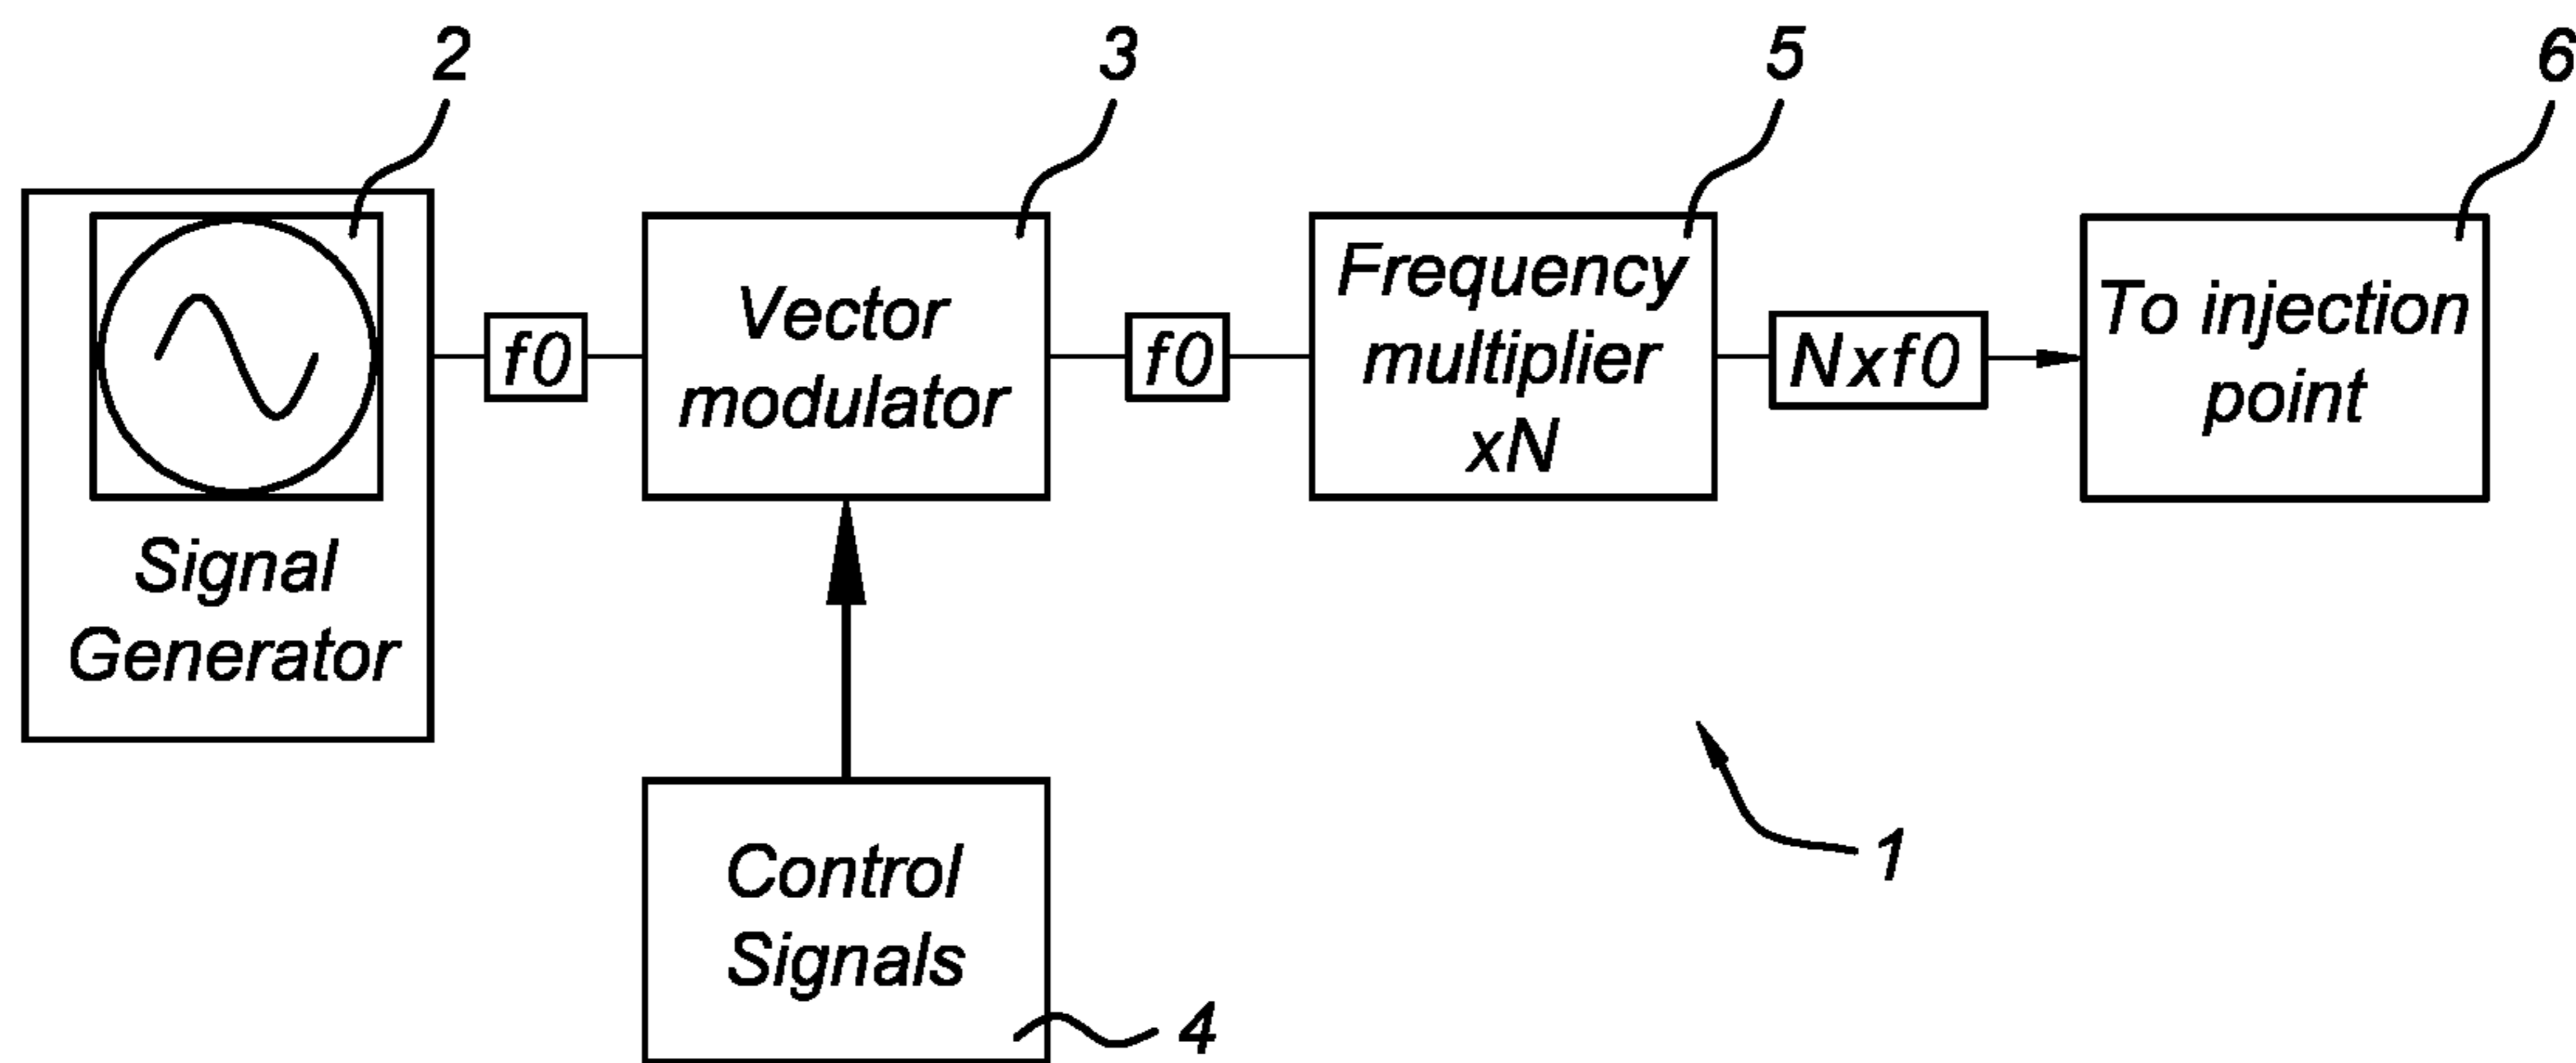 2
3
5
6
Signal
Generator
f0
Vector
modulator
f0
Frequency
multiplier
xN
Nxf0
To injection
point
Control
Signals
4
1